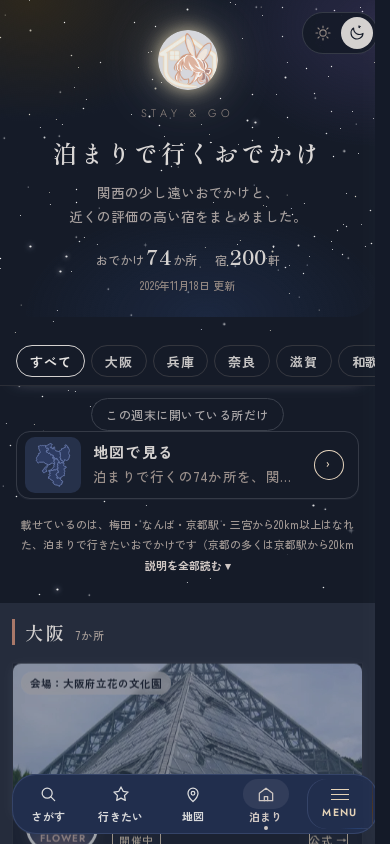 STAY & GO
泊まりで行くおでかけ
関西の少し遠いおでかけと、
近くの評価の高い宿をまとめました。
おでかけ74か所 宿200軒
2026年11月18日 更新
すべて 大阪 兵庫 奈良 滋賀 和歌
この週末に開いている所だけ
地図で見る
泊まりで行くの74か所を、関…
載せているのは、梅田・なんば・京都駅・三宮から20km以上はなれ
た、泊まりで行きたいおでかけです（京都の多くは京都駅から20km
説明を全部読む▼
大阪 7か所
会場：大阪府立花の文化園
FLOWER 開催中 公式 →
さがす 行きたい 地図 泊まり MENU